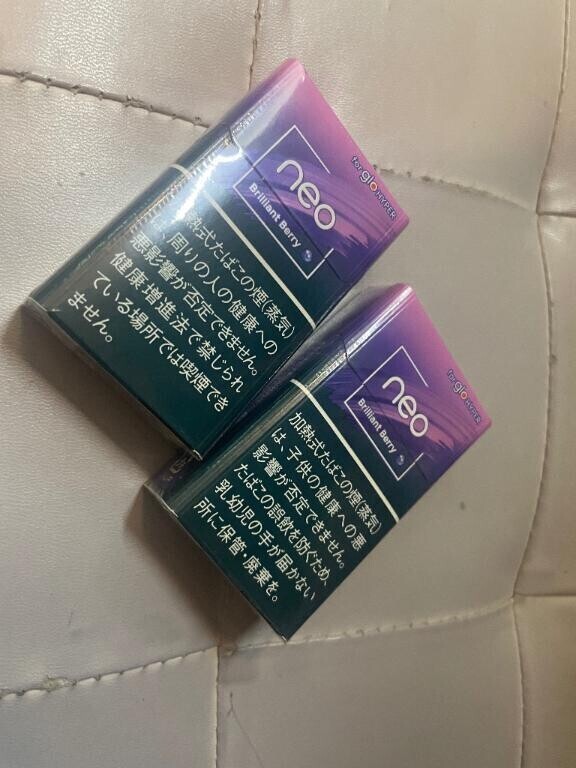 for glo HYPER
neo
Brilliant Berry
加熱式たばこの煙(蒸気)
は、周りの人の健康への
悪影響が否定できません。
健康増進法で禁じられ
ている場所では喫煙でき
ません。
for glo HYPER
neo
Brilliant Berry
加熱式たばこの煙(蒸気)
は、子供の健康への悪
影響が否定できません。
たばこの誤飲を防ぐため、
乳幼児の手が届かない
所に保管・廃棄を。